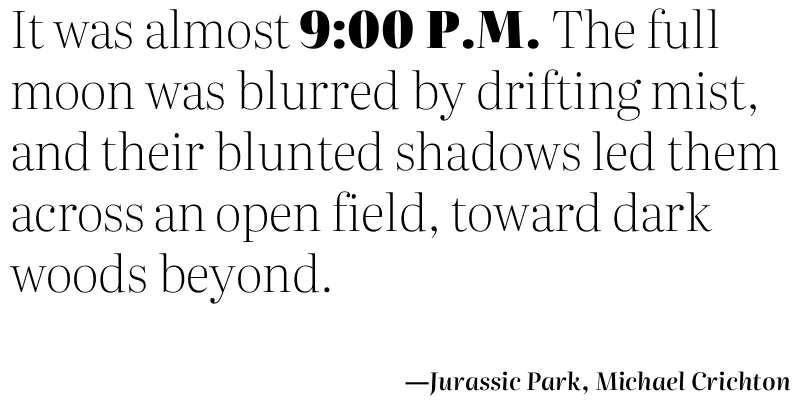 It was almost 9:00 P.M. The full
moon was blurred by drifting mist,
and their blunted shadows led them
across an open field, toward dark
woods beyond.
—Jurassic Park, Michael Crichton